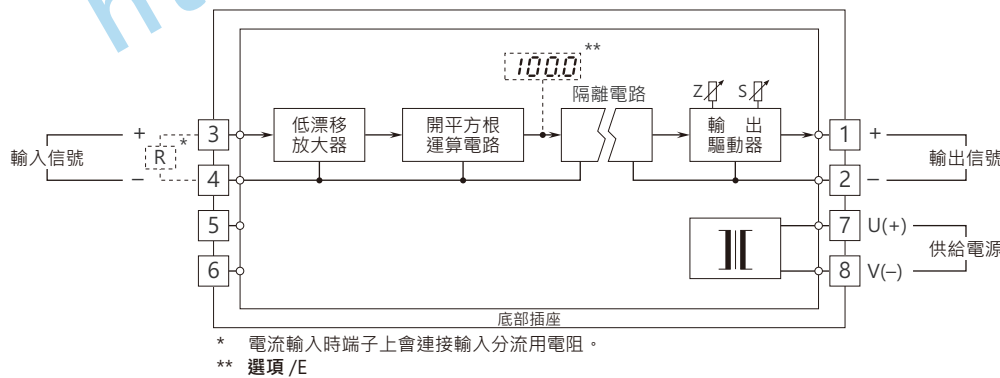 100.0
**
隔離電路
Z
S
3
+
*
低漂移
放大器
開平方根
運算電路
輸 出
驅動器
1
+
輸入信號
R
輸出信號
−
4
2
−
5
7
U(+)
供給電源
6
8
V(−)
底部插座
* 電流輸入時端子上會連接輸入分流用電阻。
** 選項 /E